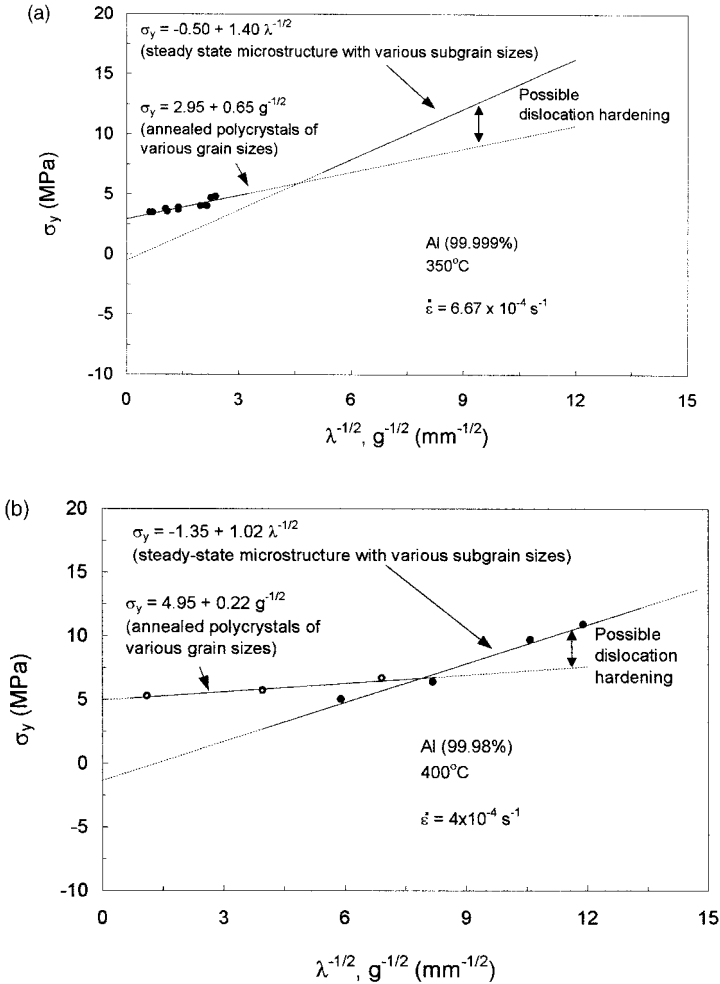 (a)
20
15
10
5
0
-5
-10
σy (MPa)
σy = -0.50 + 1.40 λ-1/2
(steady state microstructure with various subgrain sizes)
σy = 2.95 + 0.65 g-1/2
(annealed polycrystals of
various grain sizes)
Possible
dislocation hardening
Al (99.999%)
350°C
ε̇ = 6.67 x 10-4 s-1
0 3 6 9 12 15
λ-1/2, g-1/2 (mm-1/2)
(b)
20
15
10
5
0
-5
-10
σy (MPa)
σy = -1.35 + 1.02 λ-1/2
(steady-state microstructure with various subgrain sizes)
σy = 4.95 + 0.22 g-1/2
(annealed polycrystals of
various grain sizes)
Possible
dislocation
hardening
Al (99.98%)
400°C
ε̇ = 4x10-4 s-1
0 3 6 9 12 15
λ-1/2, g-1/2 (mm-1/2)